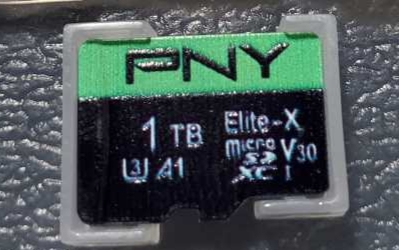 PNY
1 TB Elite-X
micro SD XC I V30
U3 A1